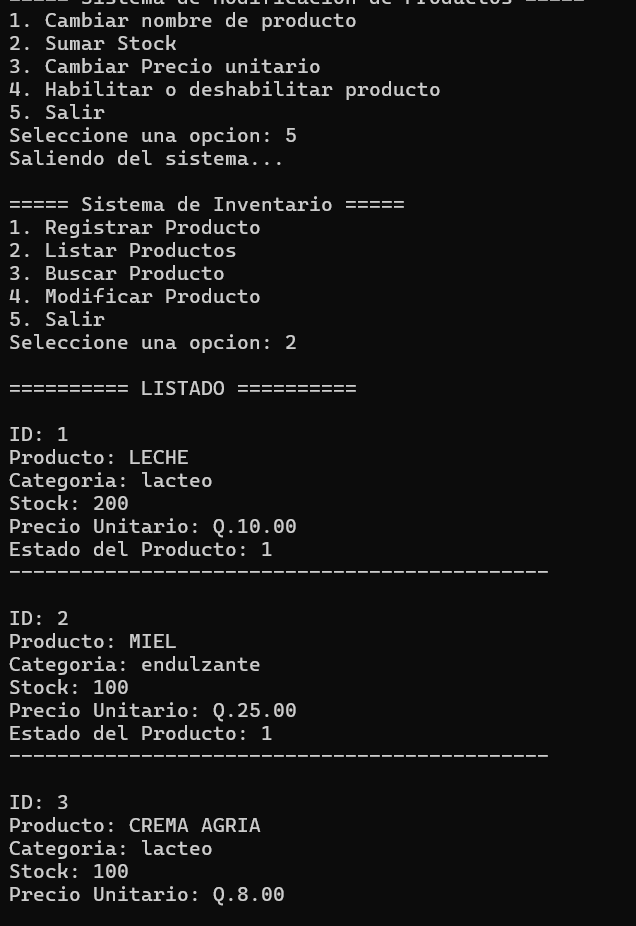 ===== Sistema de Modificacion de Productos =====
1. Cambiar nombre de producto
2. Sumar Stock
3. Cambiar Precio unitario
4. Habilitar o deshabilitar producto
5. Salir
Seleccione una opcion: 5
Saliendo del sistema...
===== Sistema de Inventario =====
1. Registrar Producto
2. Listar Productos
3. Buscar Producto
4. Modificar Producto
5. Salir
Seleccione una opcion: 2
========== LISTADO ==========
ID: 1
Producto: LECHE
Categoria: lacteo
Stock: 200
Precio Unitario: Q.10.00
Estado del Producto: 1
---------------------------------------------
ID: 2
Producto: MIEL
Categoria: endulzante
Stock: 100
Precio Unitario: Q.25.00
Estado del Producto: 1
---------------------------------------------
ID: 3
Producto: CREMA AGRIA
Categoria: lacteo
Stock: 100
Precio Unitario: Q.8.00